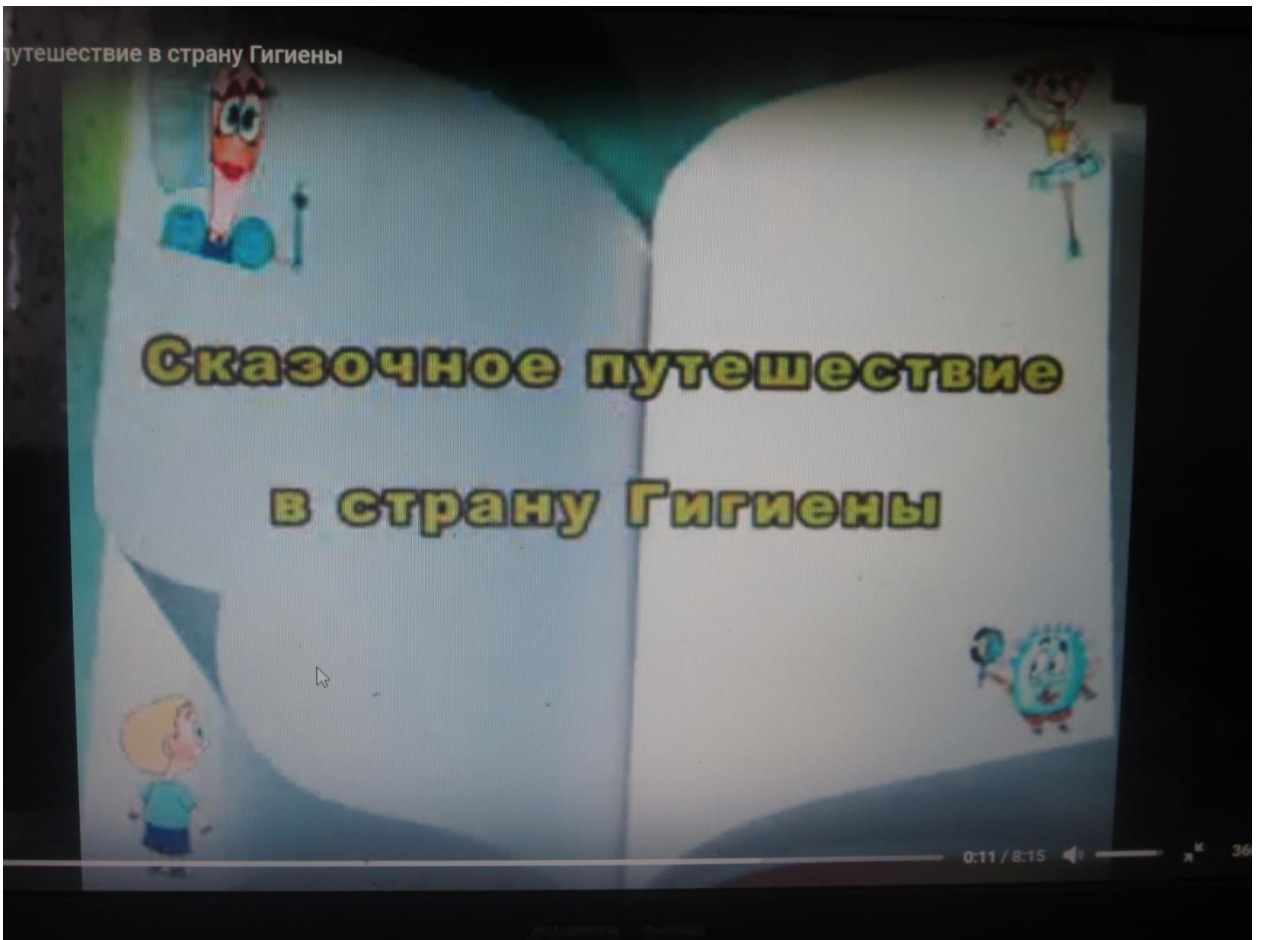 путешествие в страну Гигиены
Сказочное путешествие
в страну Гигиены
0:11 / 8:15